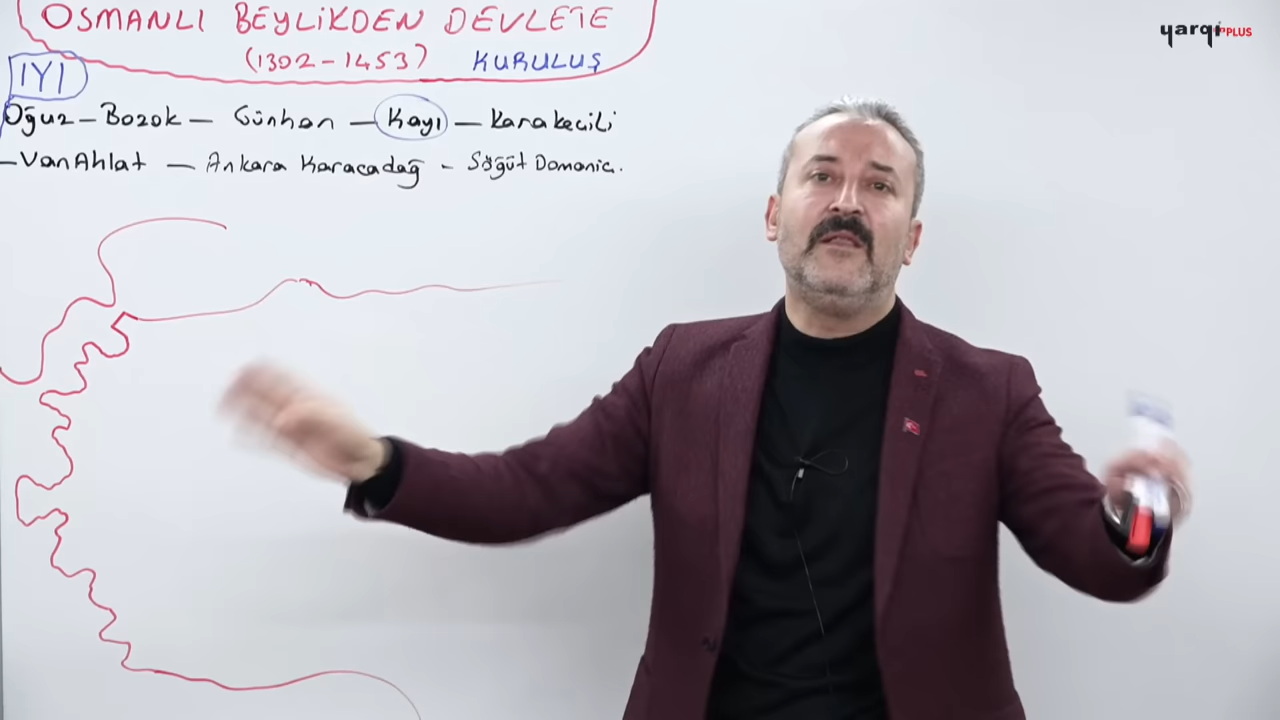 OSMANLI BEYLİKDEN DEVLETE
(1302-1453) KURULUŞ
IYI
Oğuz - Bozok - Günhan - Kayı - Karakeçili
- Van Ahlat - Ankara Karacadağ - Söğüt Domaniç.
yargı PLUS